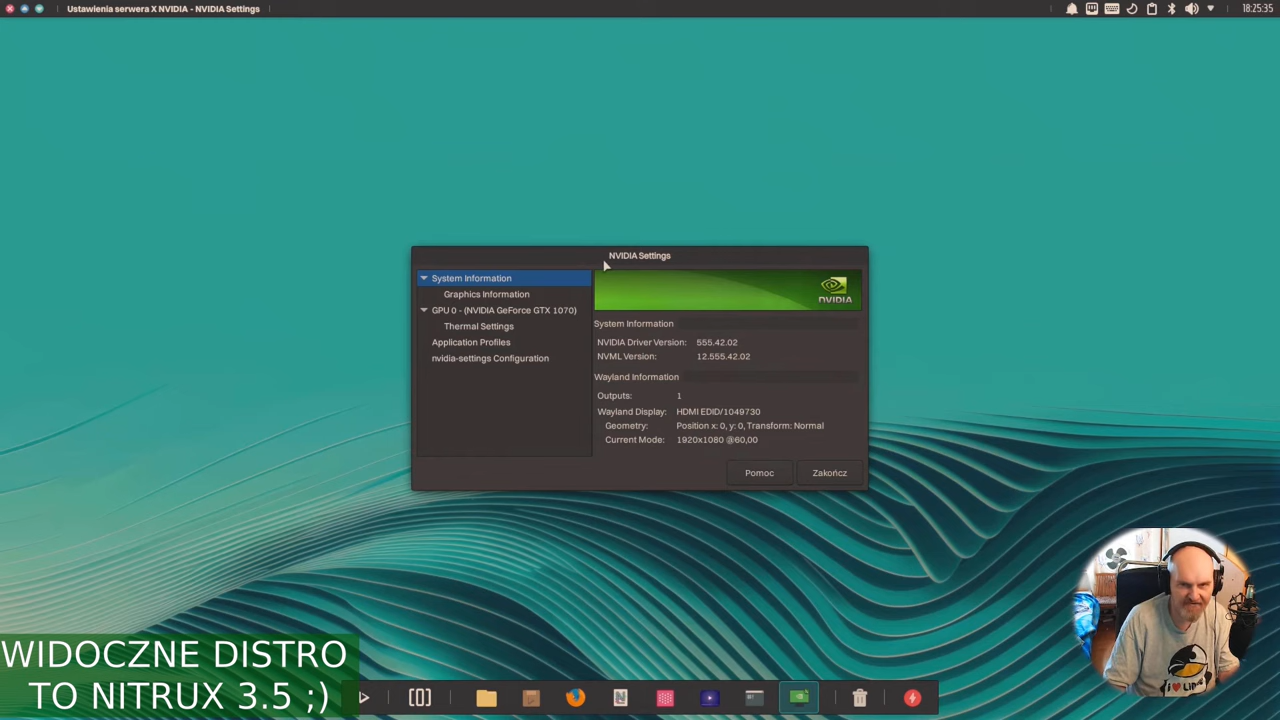 Ustawienia serwera X NVIDIA - NVIDIA Settings
18:25:35
NVIDIA Settings
System Information
Graphics Information
GPU 0 - (NVIDIA GeForce GTX 1070)
Thermal Settings
Application Profiles
nvidia-settings Configuration
NVIDIA
System Information
NVIDIA Driver Version: 555.42.02
NVML Version: 12.555.42.02
Wayland Information
Outputs: 1
Wayland Display: HDMI EDID/1049730
Geometry: Position x: 0, y: 0, Transform: Normal
Current Mode: 1920x1080 @60,00
Pomoc
Zakończ
WIDOCZNE DISTRO
TO NITRUX 3.5 ;)